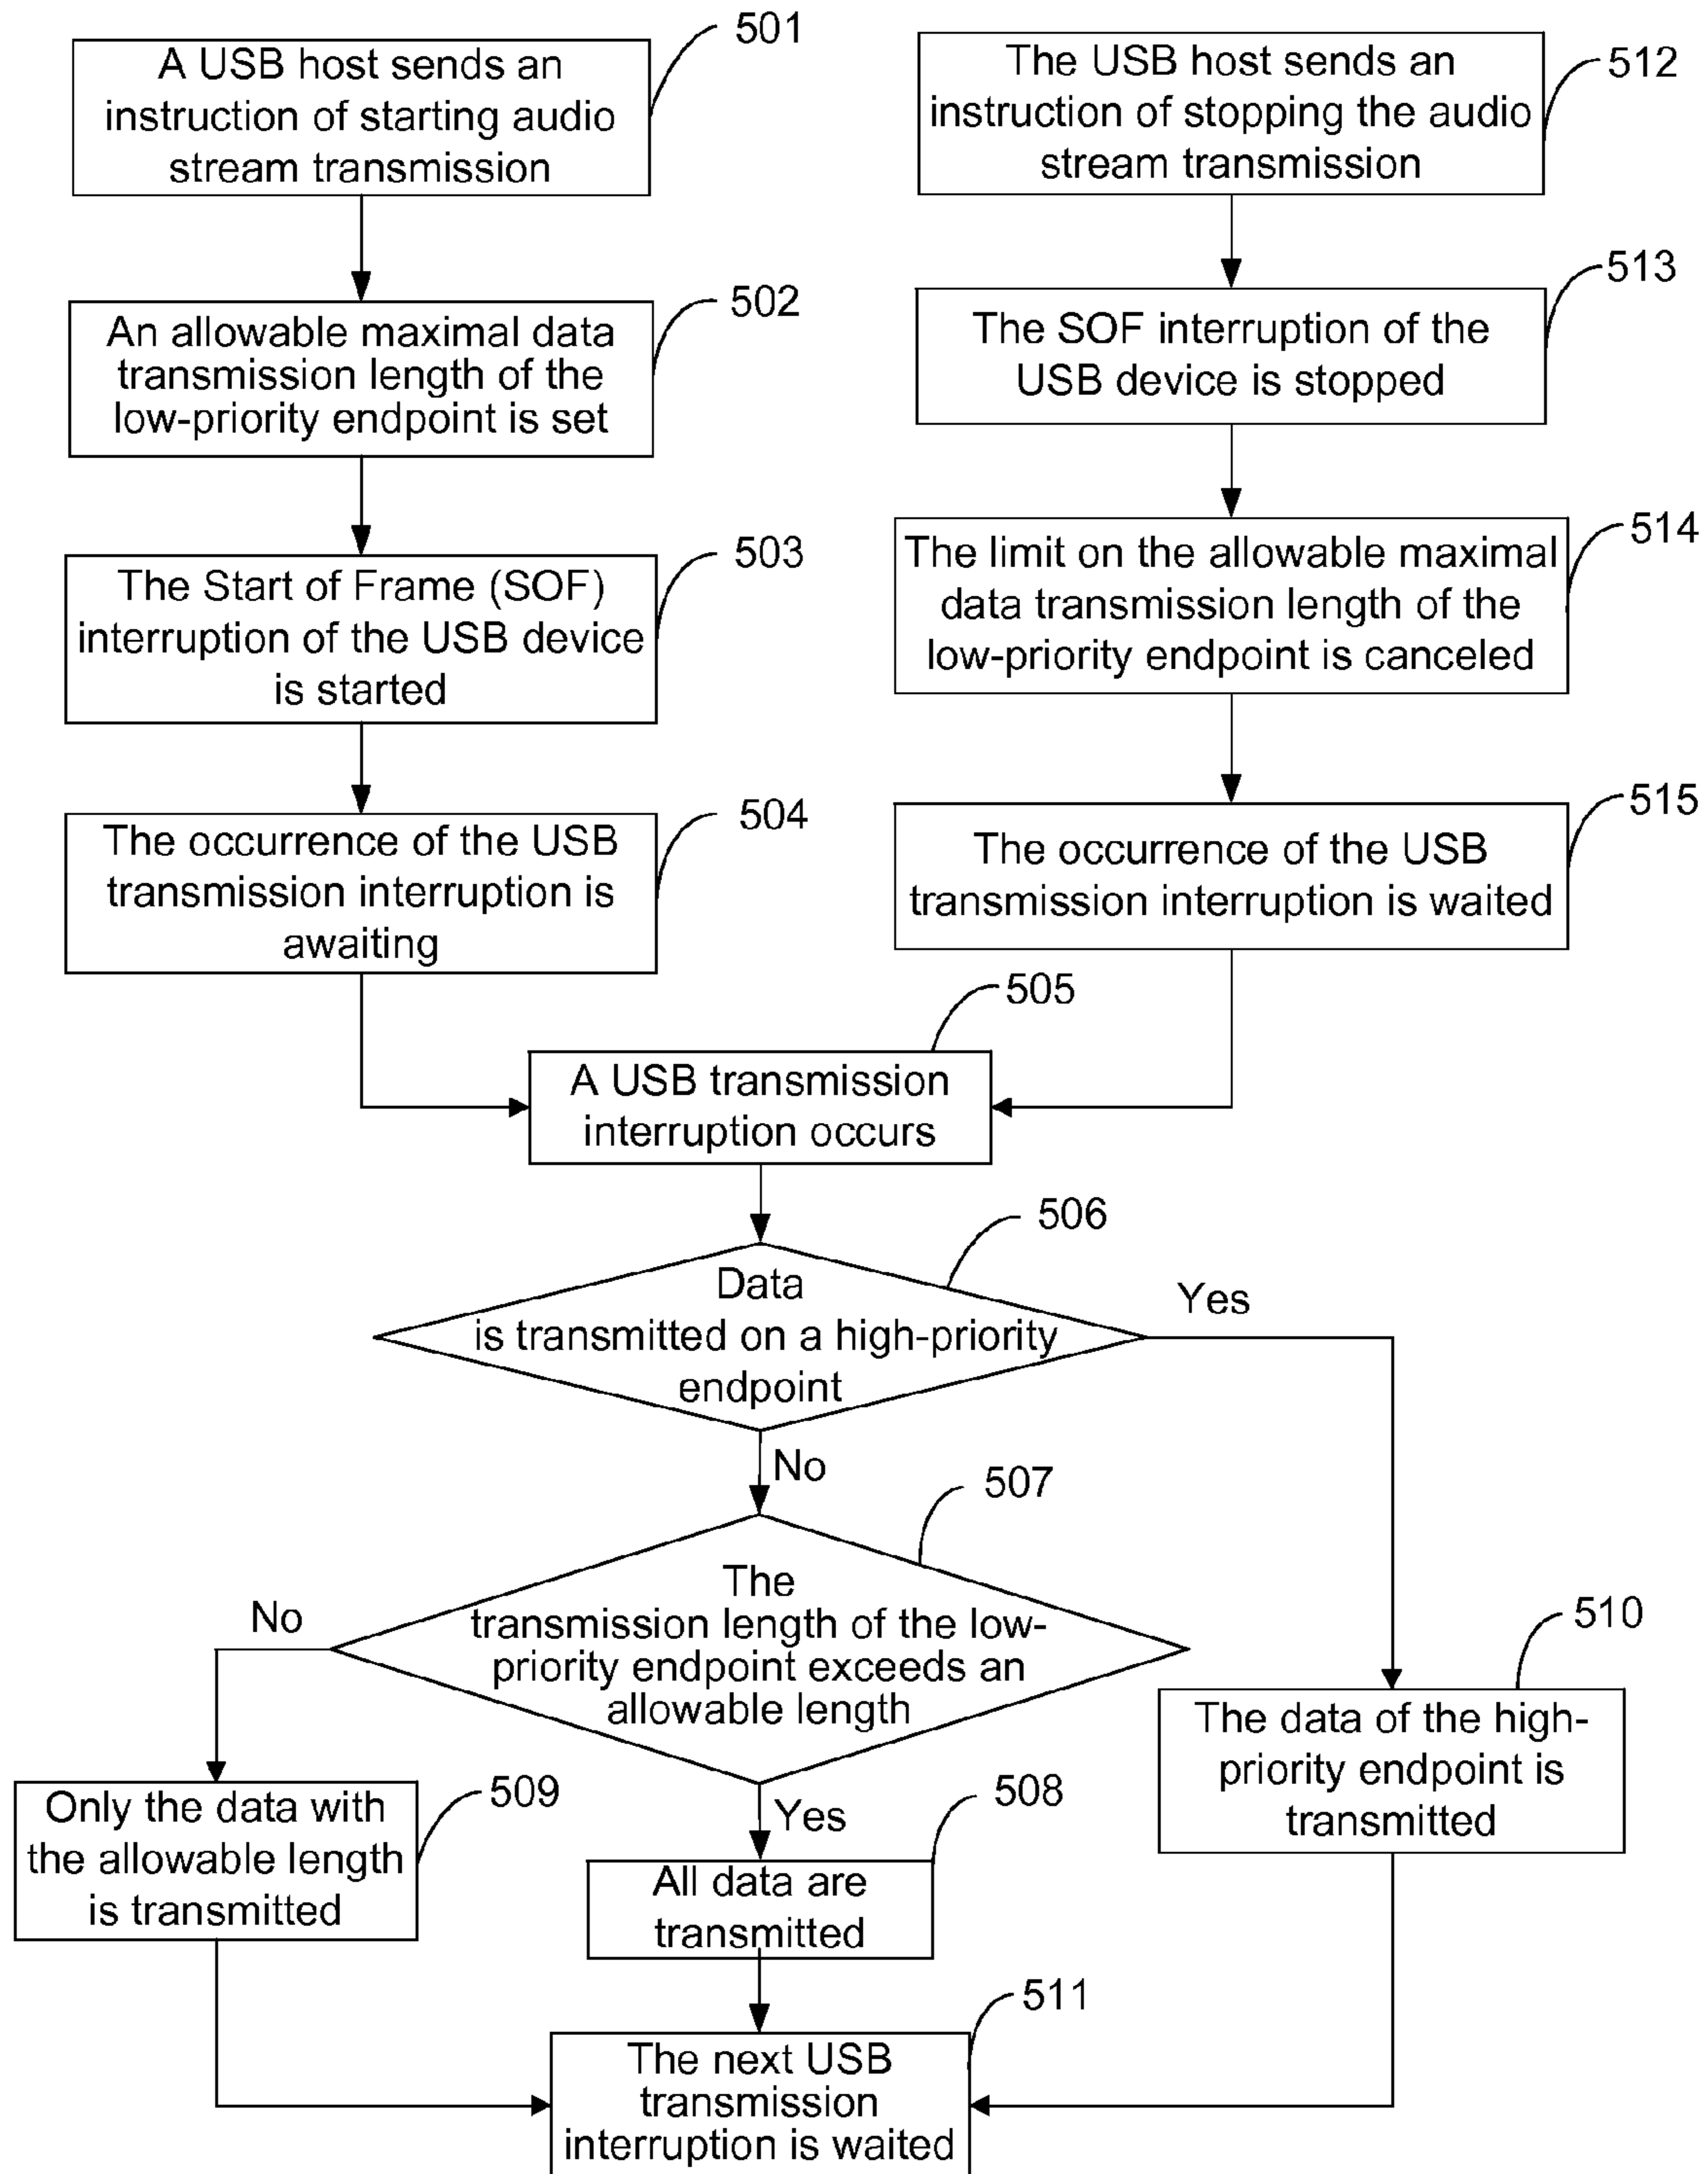 A USB host sends an
instruction of starting audio
stream transmission
501
An allowable maximal data
transmission length of the
low-priority endpoint is set
502
The Start of Frame (SOF)
interruption of the USB device
is started
503
The occurrence of the USB
transmission interruption is
awaiting
504
The USB host sends an
instruction of stopping the audio
stream transmission
512
The SOF interruption of the
USB device is stopped
513
The limit on the allowable maximal
data transmission length of the
low-priority endpoint is canceled
514
The occurrence of the USB
transmission interruption is waited
515
505
A USB transmission
interruption occurs
506
Data
is transmitted on a high-priority
endpoint
Yes
No
507
The
transmission length of the low-
priority endpoint exceeds an
allowable length
No
Yes
510
The data of the high-
priority endpoint is
transmitted
509
Only the data with
the allowable length
is transmitted
508
All data are
transmitted
511
The next USB
transmission
interruption is waited